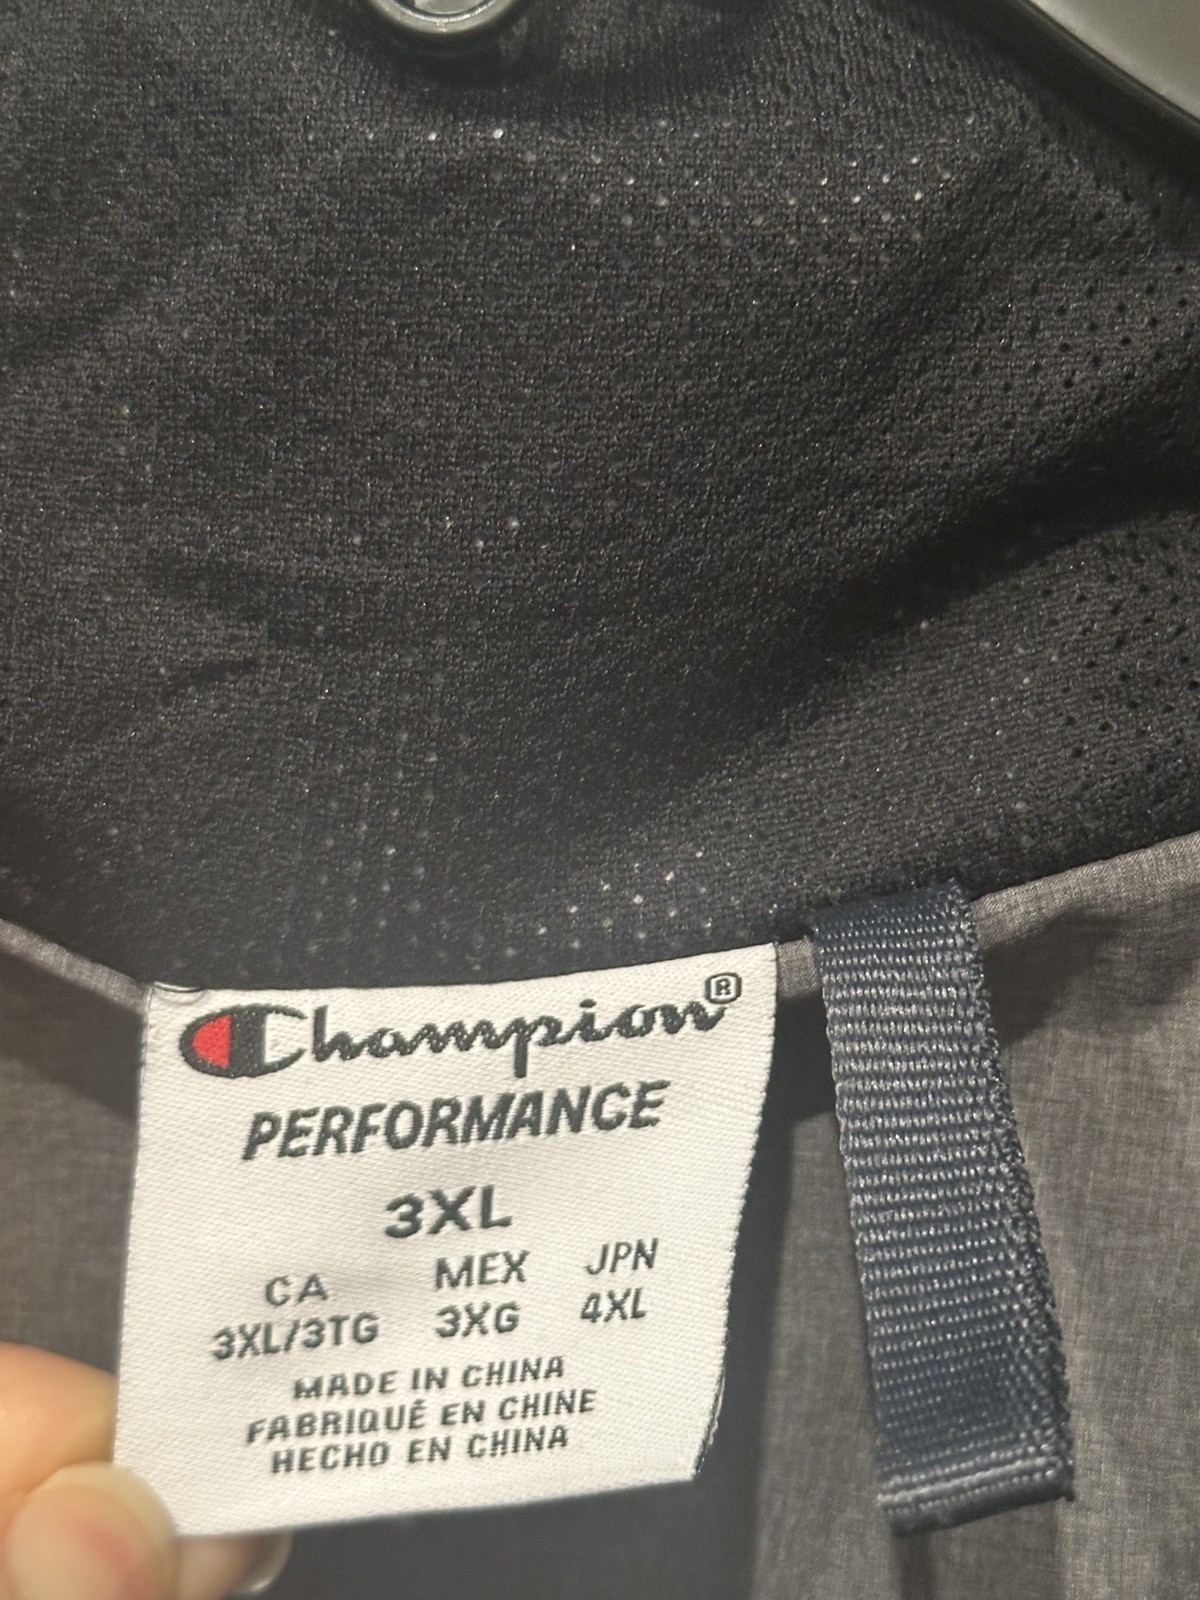 Champion®
PERFORMANCE
3XL
CA MEX JPN
3XL/3TG 3XG 4XL
MADE IN CHINA
FABRIQUÉ EN CHINE
HECHO EN CHINA